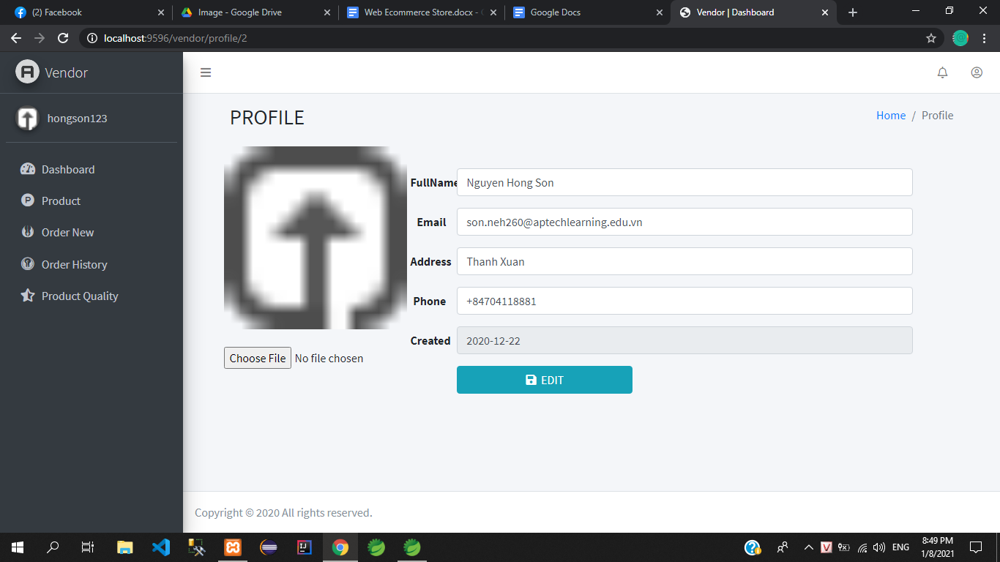 (2) Facebook
Image - Google Drive
Web Ecommerce Store.docx -
Google Docs
Vendor | Dashboard
localhost:9596/vendor/profile/2
Vendor
hongson123
Dashboard
Product
Order New
Order History
Product Quality
PROFILE
Home / Profile
FullName Nguyen Hong Son
Email son.neh260@aptechlearning.edu.vn
Address Thanh Xuan
Phone +84704118881
Created 2020-12-22
Choose File No file chosen
EDIT
Copyright © 2020 All rights reserved.
ENG
8:49 PM
1/8/2021